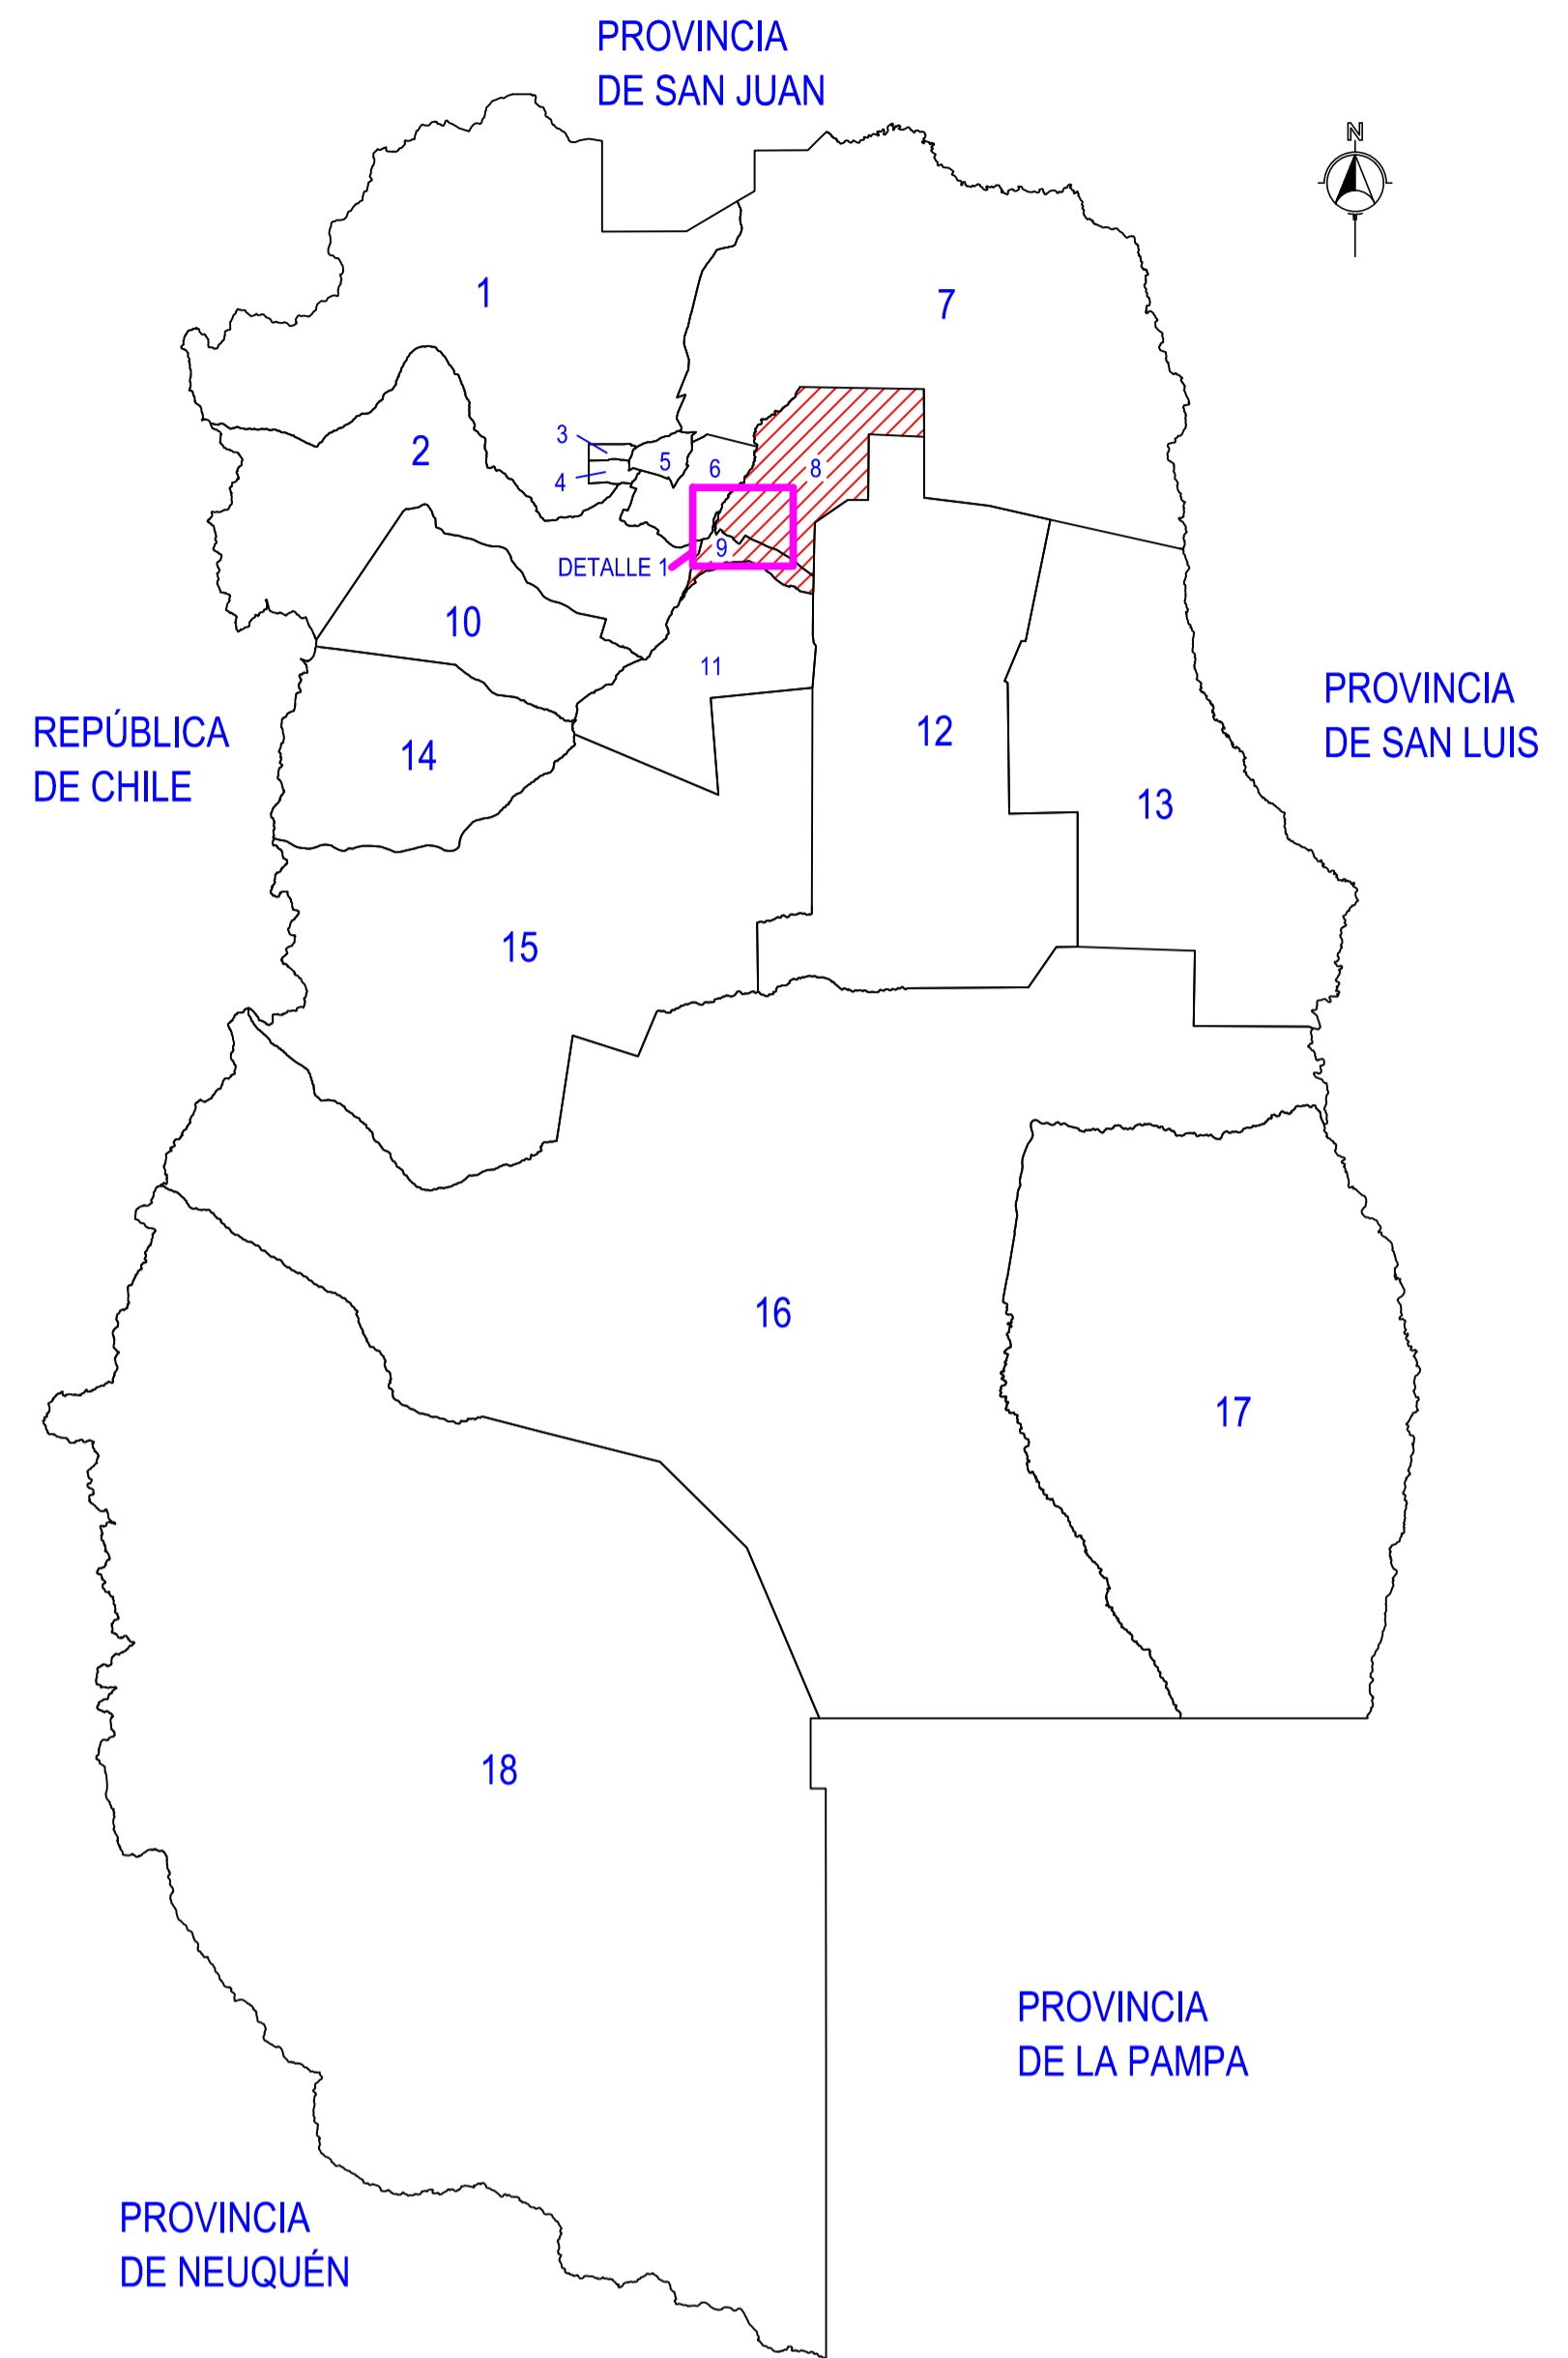 PROVINCIA
DE SAN JUAN
N
1
7
2
3
4
5
6
8
9
DETALLE 1
10
11
REPÚBLICA
DE CHILE
PROVINCIA
DE SAN LUIS
12
14
13
15
16
17
18
PROVINCIA
DE LA PAMPA
PROVINCIA
DE NEUQUÉN